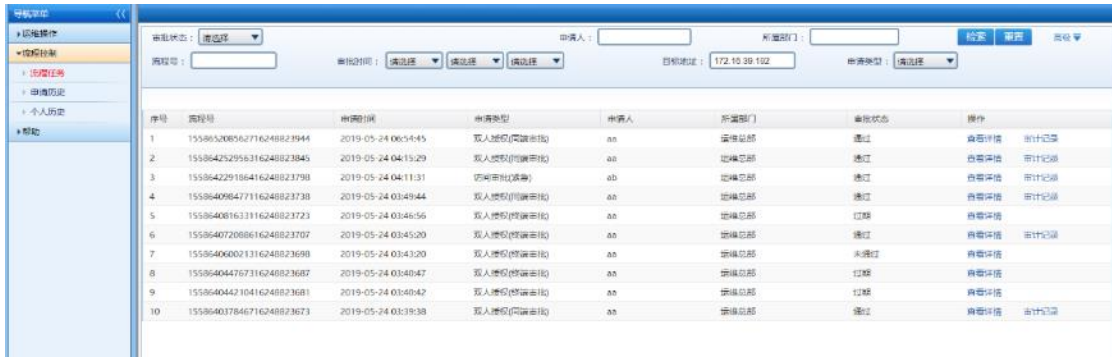 导航菜单
运维操作
流程控制
流程任务
申请历史
个人历史
帮助
审批状态： 请选择 申请人： 所属部门： 检索 重置 高级
流程号： 审批时间： 请选择 请选择 请选择 目标地址： 172.16.39.102 申请类型： 请选择
序号 流程号 申请时间 申请类型 申请人 所属部门 审批状态 操作
1 155865208562716248823944 2019-05-24 06:54:45 双人授权(同端审批) aa 运维总部 通过 查看详情 审计记录
2 155864252956316248823845 2019-05-24 04:15:29 双人授权(同端审批) aa 运维总部 通过 查看详情 审计记录
3 155864229186416248823798 2019-05-24 04:11:31 访问审批(紧急) ab 运维总部 通过 查看详情 审计记录
4 155864098477116248823738 2019-05-24 03:49:44 双人授权(同端审批) aa 运维总部 通过 查看详情 审计记录
5 155864081633116248823723 2019-05-24 03:46:56 双人授权(终端审批) aa 运维总部 过期 查看详情
6 155864072088616248823707 2019-05-24 03:45:20 双人授权(终端审批) aa 运维总部 通过 查看详情 审计记录
7 155864060021316248823698 2019-05-24 03:43:20 双人授权(终端审批) aa 运维总部 未通过 查看详情
8 155864044767316248823687 2019-05-24 03:40:47 双人授权(终端审批) aa 运维总部 过期 查看详情
9 155864044210416248823681 2019-05-24 03:40:42 双人授权(终端审批) aa 运维总部 过期 查看详情
10 155864037846716248823673 2019-05-24 03:39:38 双人授权(同端审批) aa 运维总部 通过 查看详情 审计记录